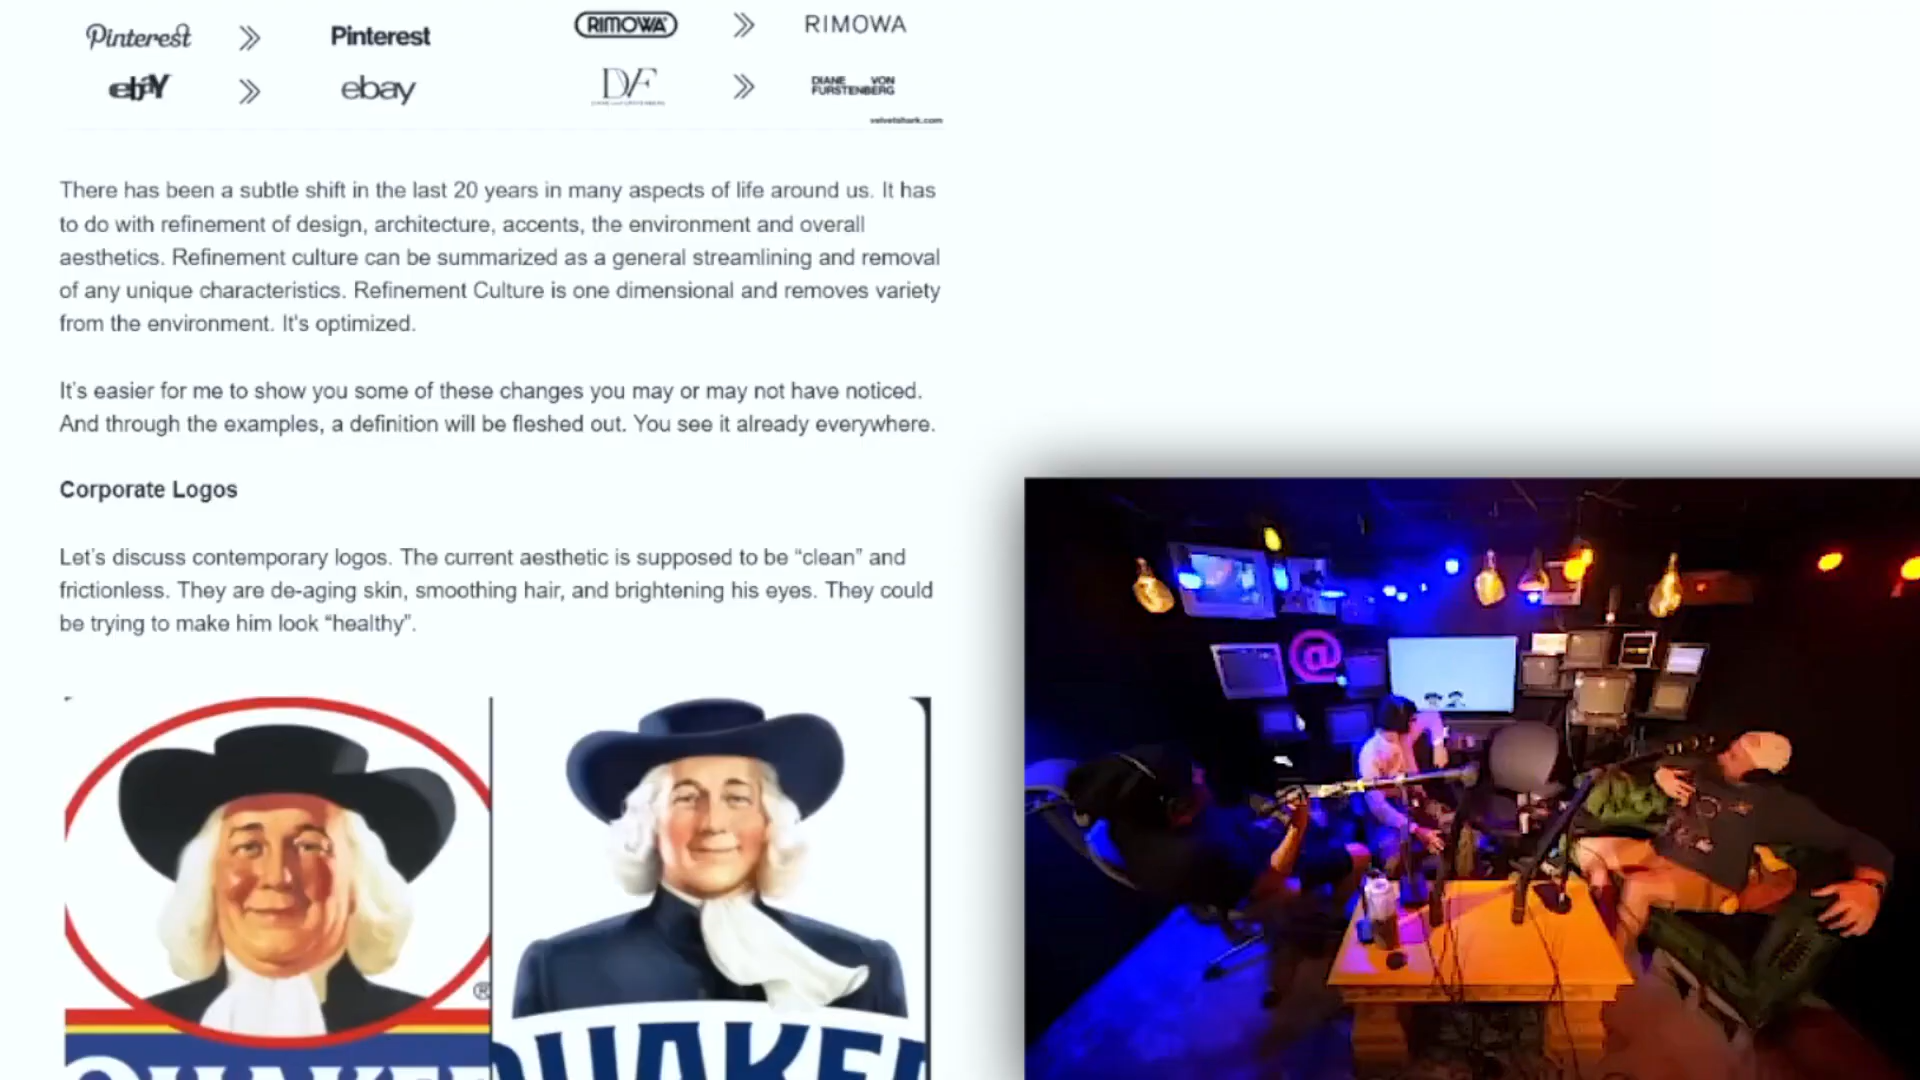 Pinterest Pinterest RIMOWA RIMOWA
ebay ebay DVF DIANE VON FURSTENBERG
velvetshark.com
There has been a subtle shift in the last 20 years in many aspects of life around us. It has
to do with refinement of design, architecture, accents, the environment and overall
aesthetics. Refinement culture can be summarized as a general streamlining and removal
of any unique characteristics. Refinement Culture is one dimensional and removes variety
from the environment. It's optimized.
It's easier for me to show you some of these changes you may or may not have noticed.
And through the examples, a definition will be fleshed out. You see it already everywhere.
Corporate Logos
Let's discuss contemporary logos. The current aesthetic is supposed to be “clean” and
frictionless. They are de-aging skin, smoothing hair, and brightening his eyes. They could
be trying to make him look “healthy”.
®
@